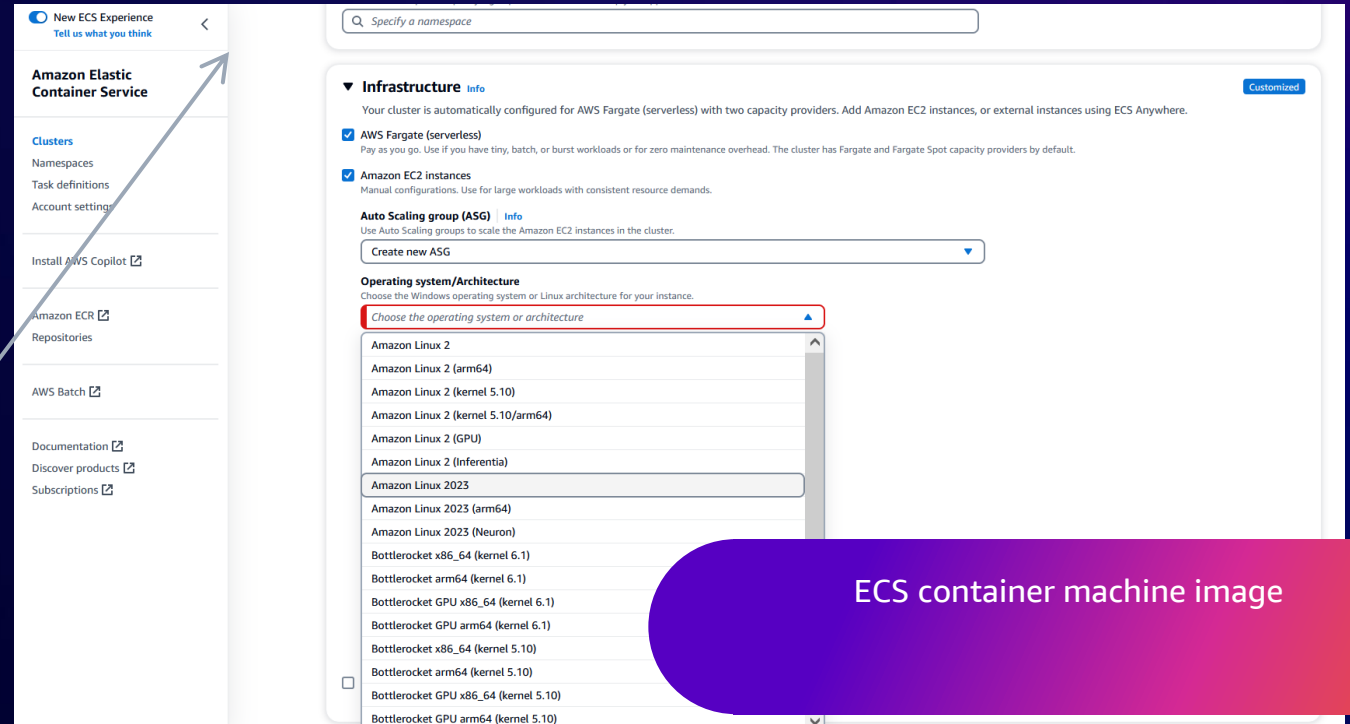 New ECS Experience
Tell us what you think
Amazon Elastic
Container Service
Clusters
Namespaces
Task definitions
Account settings
Install AWS Copilot
Amazon ECR
Repositories
AWS Batch
Documentation
Discover products
Subscriptions
Specify a namespace
Infrastructure Info
Customized
Your cluster is automatically configured for AWS Fargate (serverless) with two capacity providers. Add Amazon EC2 instances, or external instances using ECS Anywhere.
AWS Fargate (serverless)
Pay as you go. Use if you have tiny, batch, or burst workloads or for zero maintenance overhead. The cluster has Fargate and Fargate Spot capacity providers by default.
Amazon EC2 instances
Manual configurations. Use for large workloads with consistent resource demands.
Auto Scaling group (ASG) Info
Use Auto Scaling groups to scale the Amazon EC2 instances in the cluster.
Create new ASG
Operating system/Architecture
Choose the Windows operating system or Linux architecture for your instance.
Choose the operating system or architecture
Amazon Linux 2
Amazon Linux 2 (arm64)
Amazon Linux 2 (kernel 5.10)
Amazon Linux 2 (kernel 5.10/arm64)
Amazon Linux 2 (GPU)
Amazon Linux 2 (Inferentia)
Amazon Linux 2023
Amazon Linux 2023 (arm64)
Amazon Linux 2023 (Neuron)
Bottlerocket x86_64 (kernel 6.1)
Bottlerocket arm64 (kernel 6.1)
Bottlerocket GPU x86_64 (kernel 6.1)
Bottlerocket GPU arm64 (kernel 6.1)
Bottlerocket x86_64 (kernel 5.10)
Bottlerocket arm64 (kernel 5.10)
Bottlerocket GPU x86_64 (kernel 5.10)
Bottlerocket GPU arm64 (kernel 5.10)
ECS container machine image